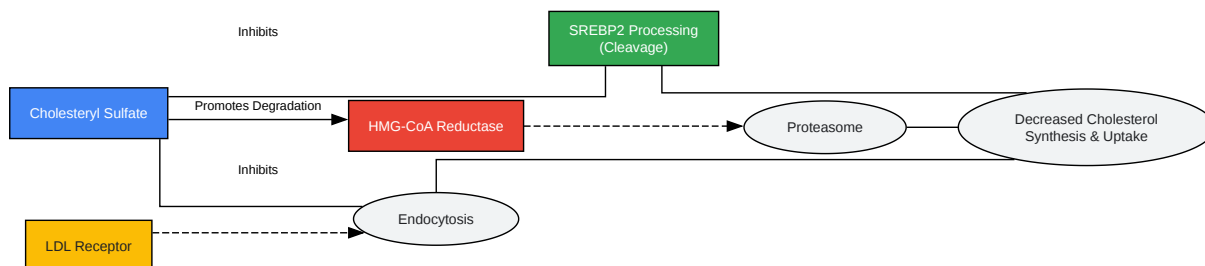 Inhibits
SREBP2 Processing
(Cleavage)
Cholesteryl Sulfate
Promotes Degradation
HMG-CoA Reductase
Proteasome
Decreased Cholesterol
Synthesis & Uptake
Inhibits
Endocytosis
LDL Receptor